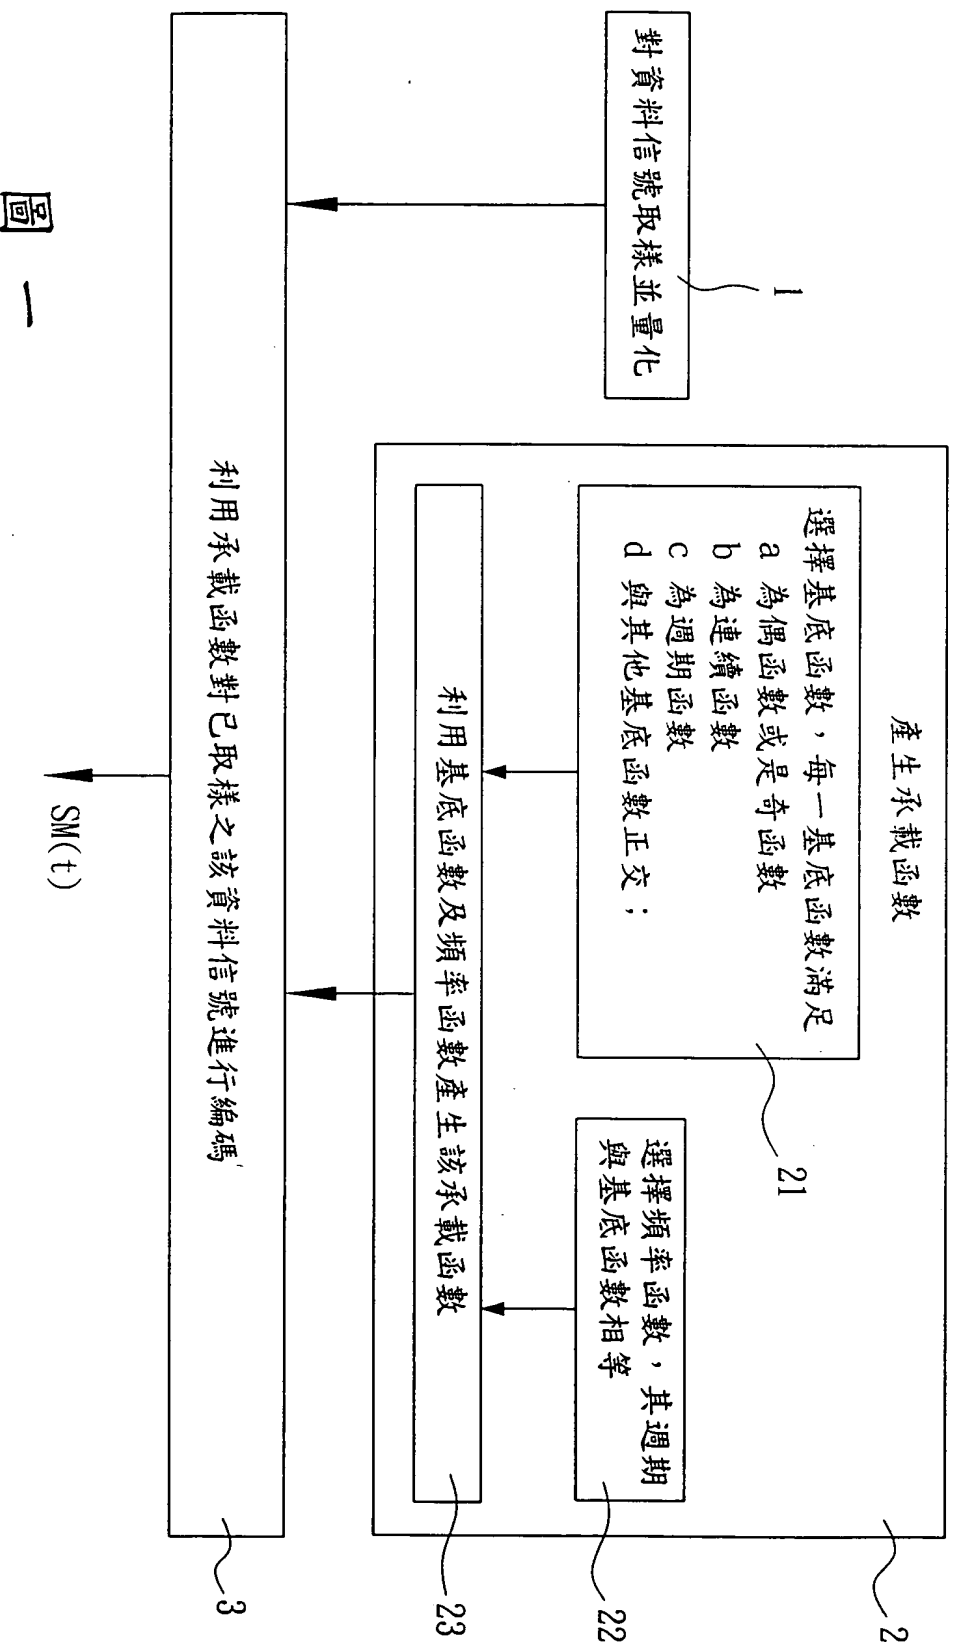 對資料信號取樣並量化
1
產生承載函數
選擇基底函數，每一基底函數滿足
a 為偶函數或是奇函數
b 為連續函數
c 為週期函數
d 與其他基底函數正交；
21
選擇頻率函數，其週期
與基底函數相等
22
2
利用基底函數及頻率函數產生該承載函數
23
利用承載函數對已取樣之該資料信號進行編碼
3
SM(t)
圖一